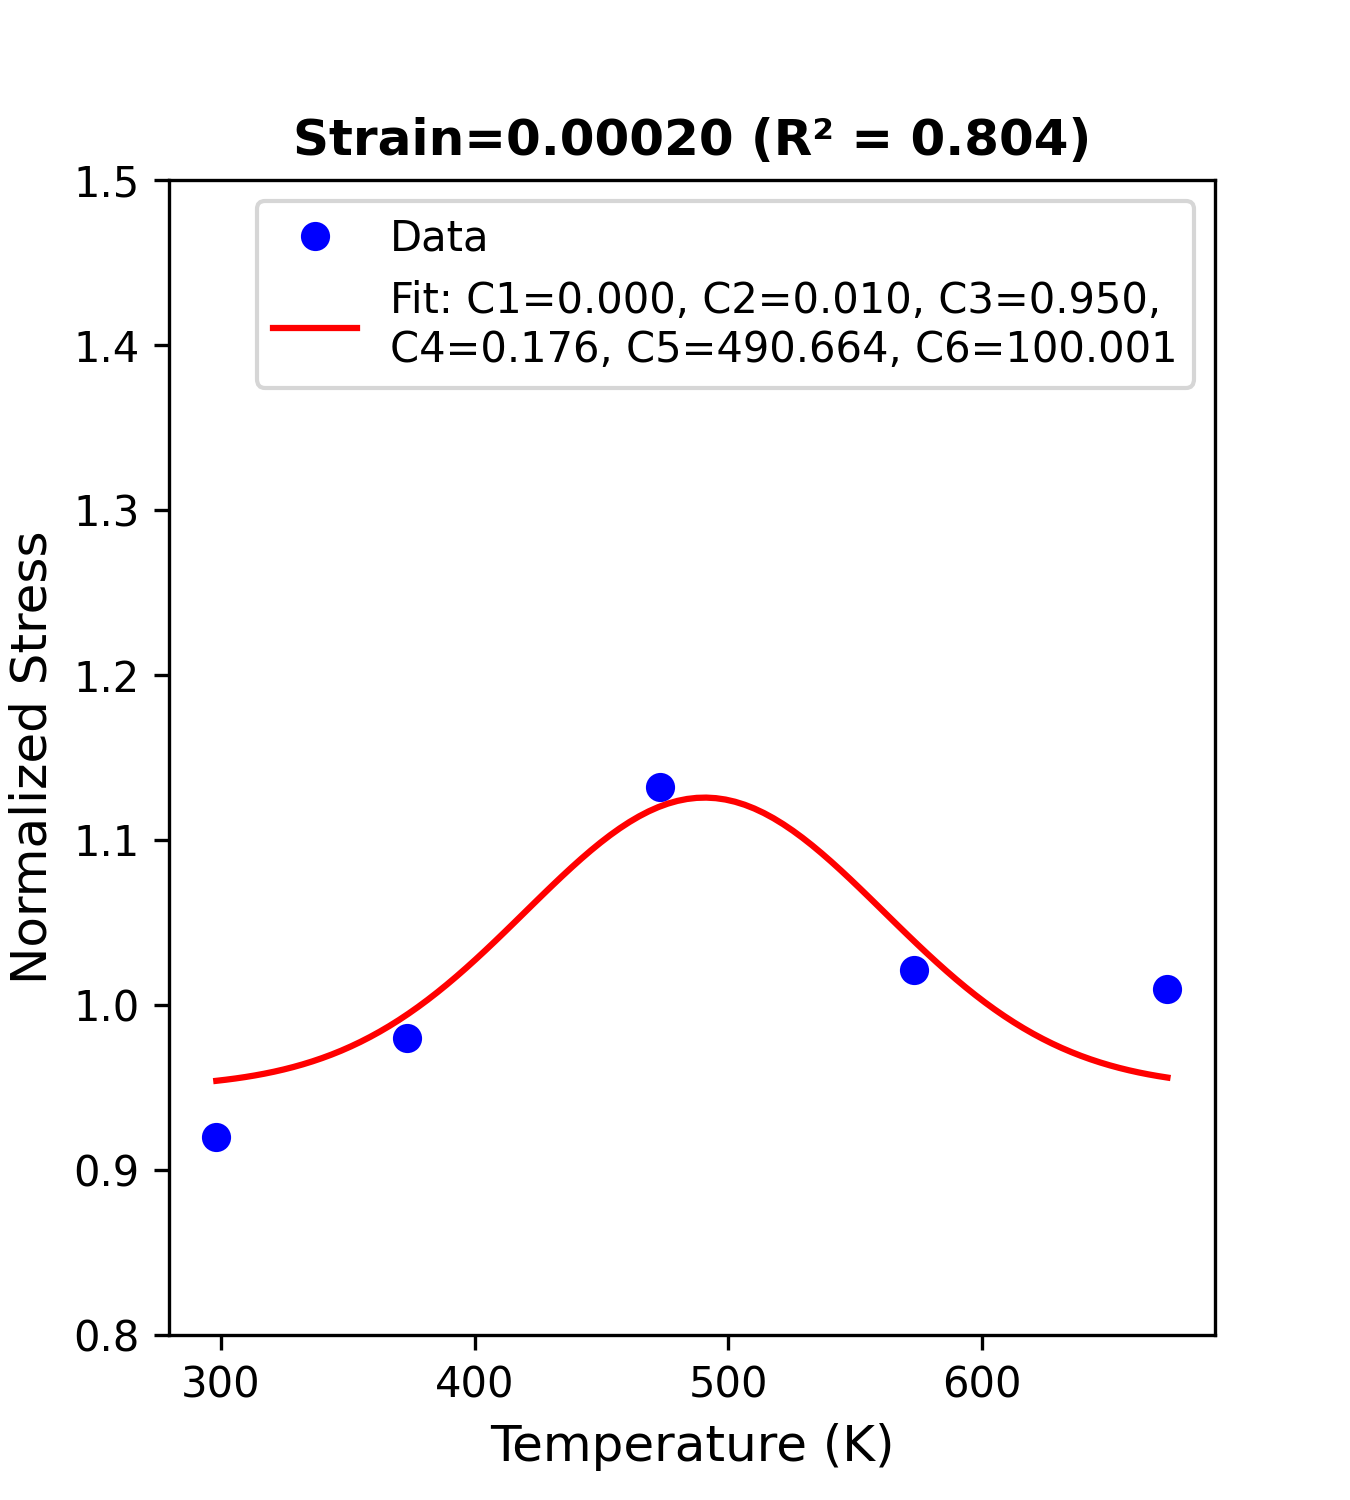 Strain=0.00020 (R² = 0.804)
Data
Fit: C1=0.000, C2=0.010, C3=0.950,
C4=0.176, C5=490.664, C6=100.001
1.5
1.4
1.3
1.2
1.1
1.0
0.9
0.8
Normalized Stress
300 400 500 600
Temperature (K)